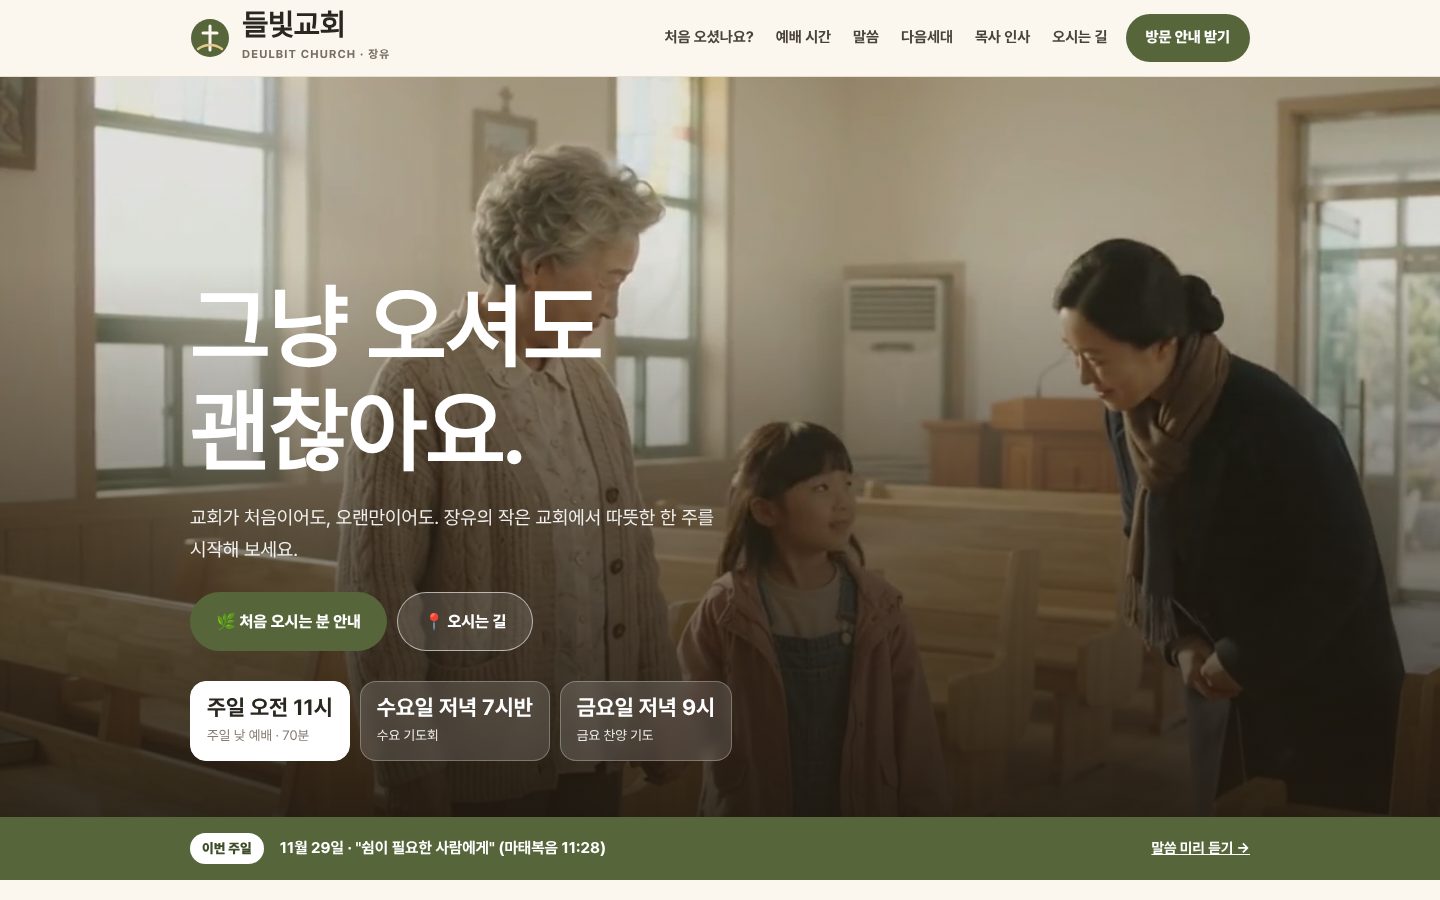 들빛교회
DEULBIT CHURCH · 장유
처음 오셨나요? 예배 시간 말씀 다음세대 목사 인사 오시는 길 방문 안내 받기
그냥 오셔도
괜찮아요.
교회가 처음이어도, 오랜만이어도. 장유의 작은 교회에서 따뜻한 한 주를
시작해 보세요.
🌿 처음 오시는 분 안내 📍 오시는 길
주일 오전 11시 수요일 저녁 7시반 금요일 저녁 9시
주일 낮 예배 · 70분 수요 기도회 금요 찬양 기도
이번 주일 11월 29일 · "쉼이 필요한 사람에게" (마태복음 11:28) 말씀 미리 듣기 →